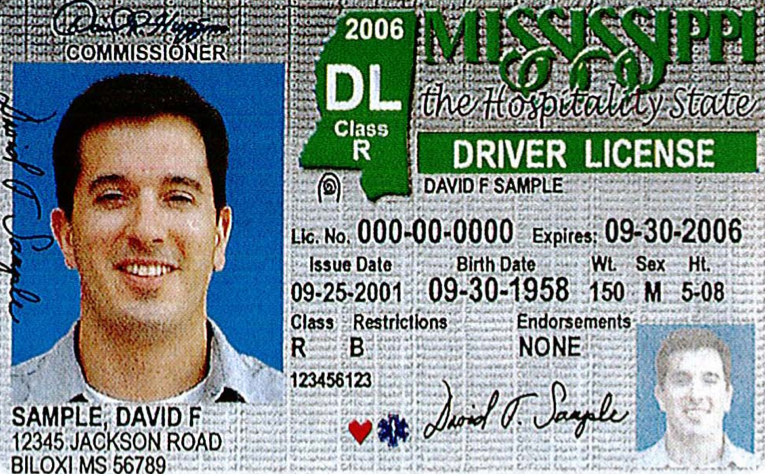 COMMISSIONER
2006
DL
Class
R
MISSISSIPPI
the Hospitality State
DRIVER LICENSE
DAVID F SAMPLE
Lic. No. 000-00-0000 Expires: 09-30-2006
Issue Date Birth Date Wt. Sex Ht.
09-25-2001 09-30-1958 150 M 5-08
Class Restrictions Endorsements
R B NONE
123456123
David F. Sample
SAMPLE, DAVID F
12345 JACKSON ROAD
BILOXI MS 56789
David F Sample